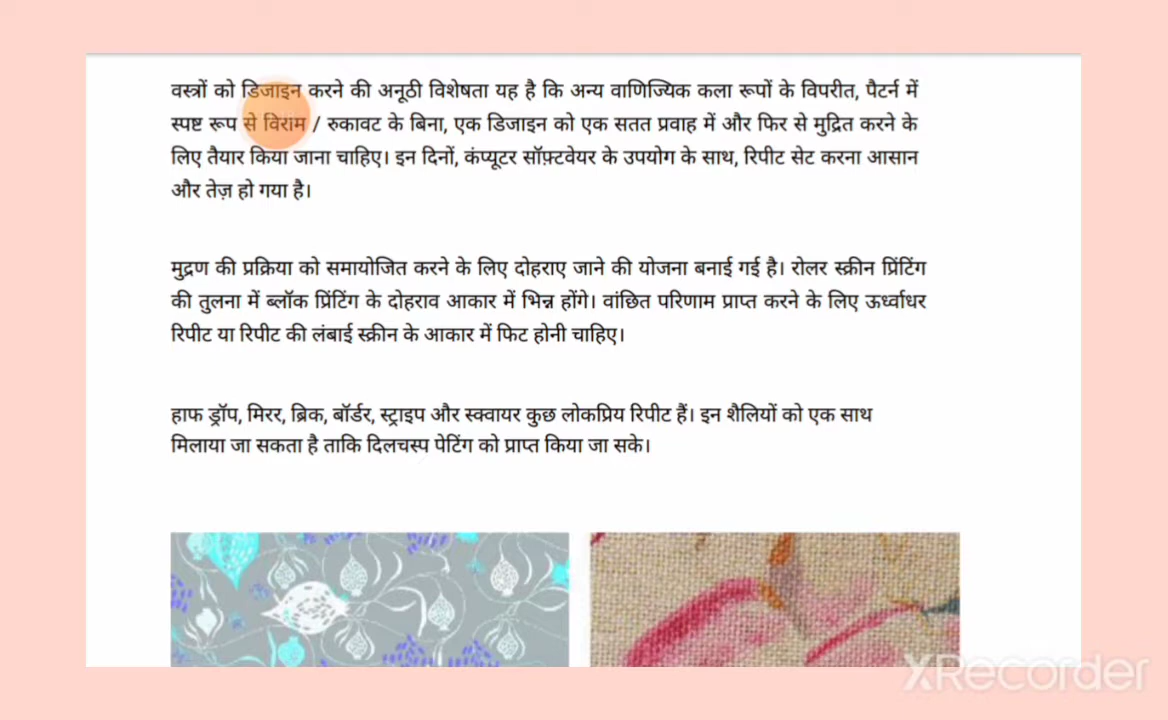 वस्त्रों को डिजाइन करने की अनूठी विशेषता यह है कि अन्य वाणिज्यिक कला रूपों के विपरीत, पैटर्न में
स्पष्ट रूप से विराम / रुकावट के बिना, एक डिजाइन को एक सतत प्रवाह में और फिर से मुद्रित करने के
लिए तैयार किया जाना चाहिए। इन दिनों, कंप्यूटर सॉफ़्टवेयर के उपयोग के साथ, रिपीट सेट करना आसान
और तेज़ हो गया है।
मुद्रण की प्रक्रिया को समायोजित करने के लिए दोहराए जाने की योजना बनाई गई है। रोलर स्क्रीन प्रिंटिंग
की तुलना में ब्लॉक प्रिंटिंग के दोहराव आकार में भिन्न होंगे। वांछित परिणाम प्राप्त करने के लिए ऊर्ध्वाधर
रिपीट या रिपीट की लंबाई स्क्रीन के आकार में फिट होनी चाहिए।
हाफ ड्रॉप, मिरर, ब्रिक, बॉर्डर, स्ट्राइप और स्क्वायर कुछ लोकप्रिय रिपीट हैं। इन शैलियों को एक साथ
मिलाया जा सकता है ताकि दिलचस्प पेटिंग को प्राप्त किया जा सके।
XRecorder